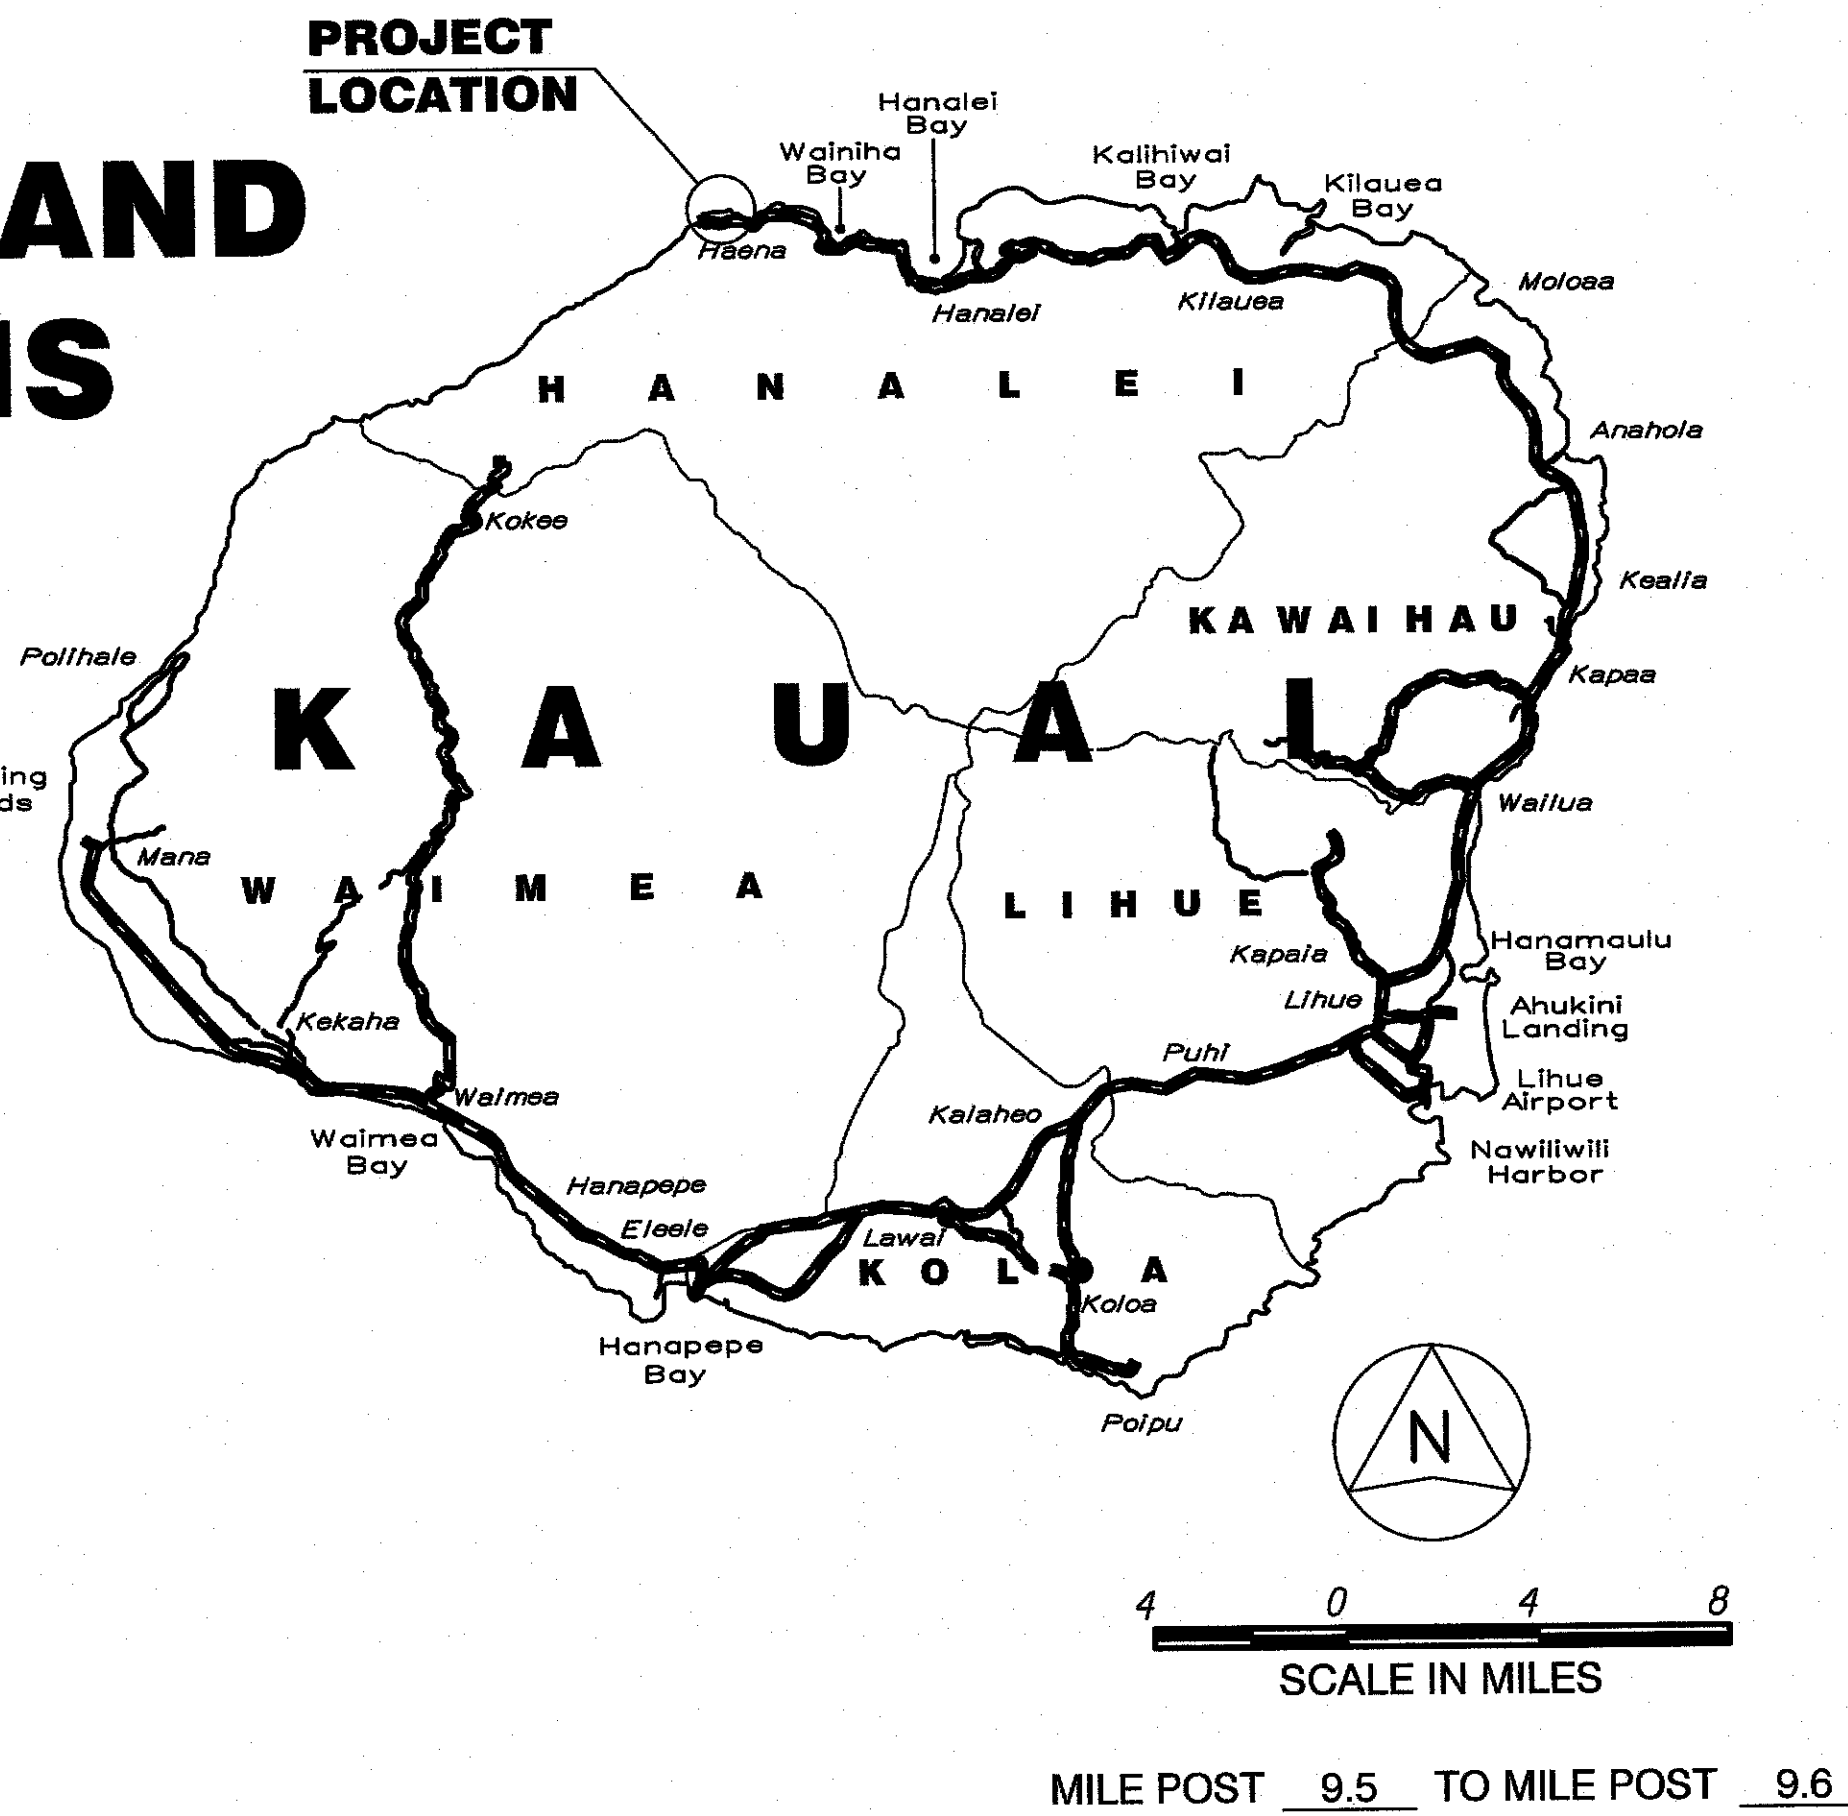 PROJECT
LOCATION
AND
Hanalei
Bay
Wainiha
Bay
Kalihiwai
Bay
Kilauea
Bay
Haena
Hanalei
Kilauea
Moloaa
H A N A L E I
Anahola
Kokee
Kealia
KAWAIHAU
Polihale
Kapaa
K A U A I
Wailua
Mana
W A I M E A
L I H U E
Kapaia
Hanamaulu
Bay
Lihue
Ahukini
Landing
Kekaha
Puhi
Lihue
Airport
Waimea
Kalaheo
Waimea
Bay
Nawiliwili
Harbor
Hanapepe
Eleele
Lawai
K O L A
Koloa
Hanapepe
Bay
Poipu
N
4 0 4 8
SCALE IN MILES
MILE POST 9.5 TO MILE POST 9.6